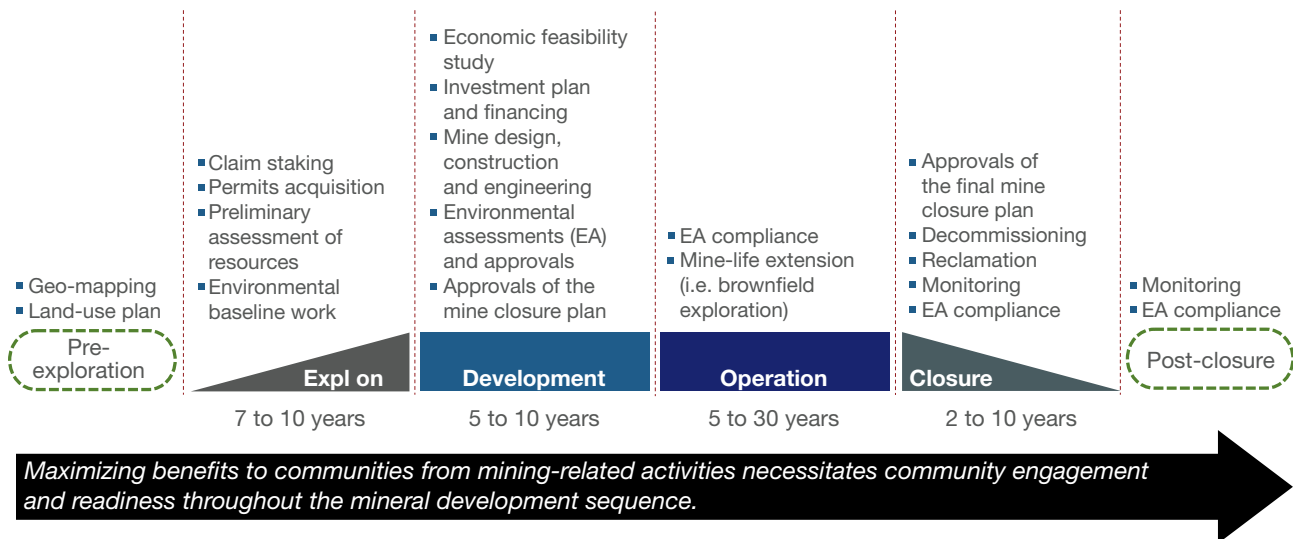 Geo-mapping
Land-use plan
Pre-
exploration
Claim staking
Permits acquisition
Preliminary
assessment of
resources
Environmental
baseline work
Expl on
7 to 10 years
Economic feasibility
study
Investment plan
and financing
Mine design,
construction
and engineering
Environmental
assessments (EA)
and approvals
Approvals of the
mine closure plan
Development
5 to 10 years
EA compliance
Mine-life extension
(i.e. brownfield
exploration)
Operation
5 to 30 years
Approvals of
the final mine
closure plan
Decommissioning
Reclamation
Monitoring
EA compliance
Closure
2 to 10 years
Monitoring
EA compliance
Post-closure
Maximizing benefits to communities from mining-related activities necessitates community engagement
and readiness throughout the mineral development sequence.